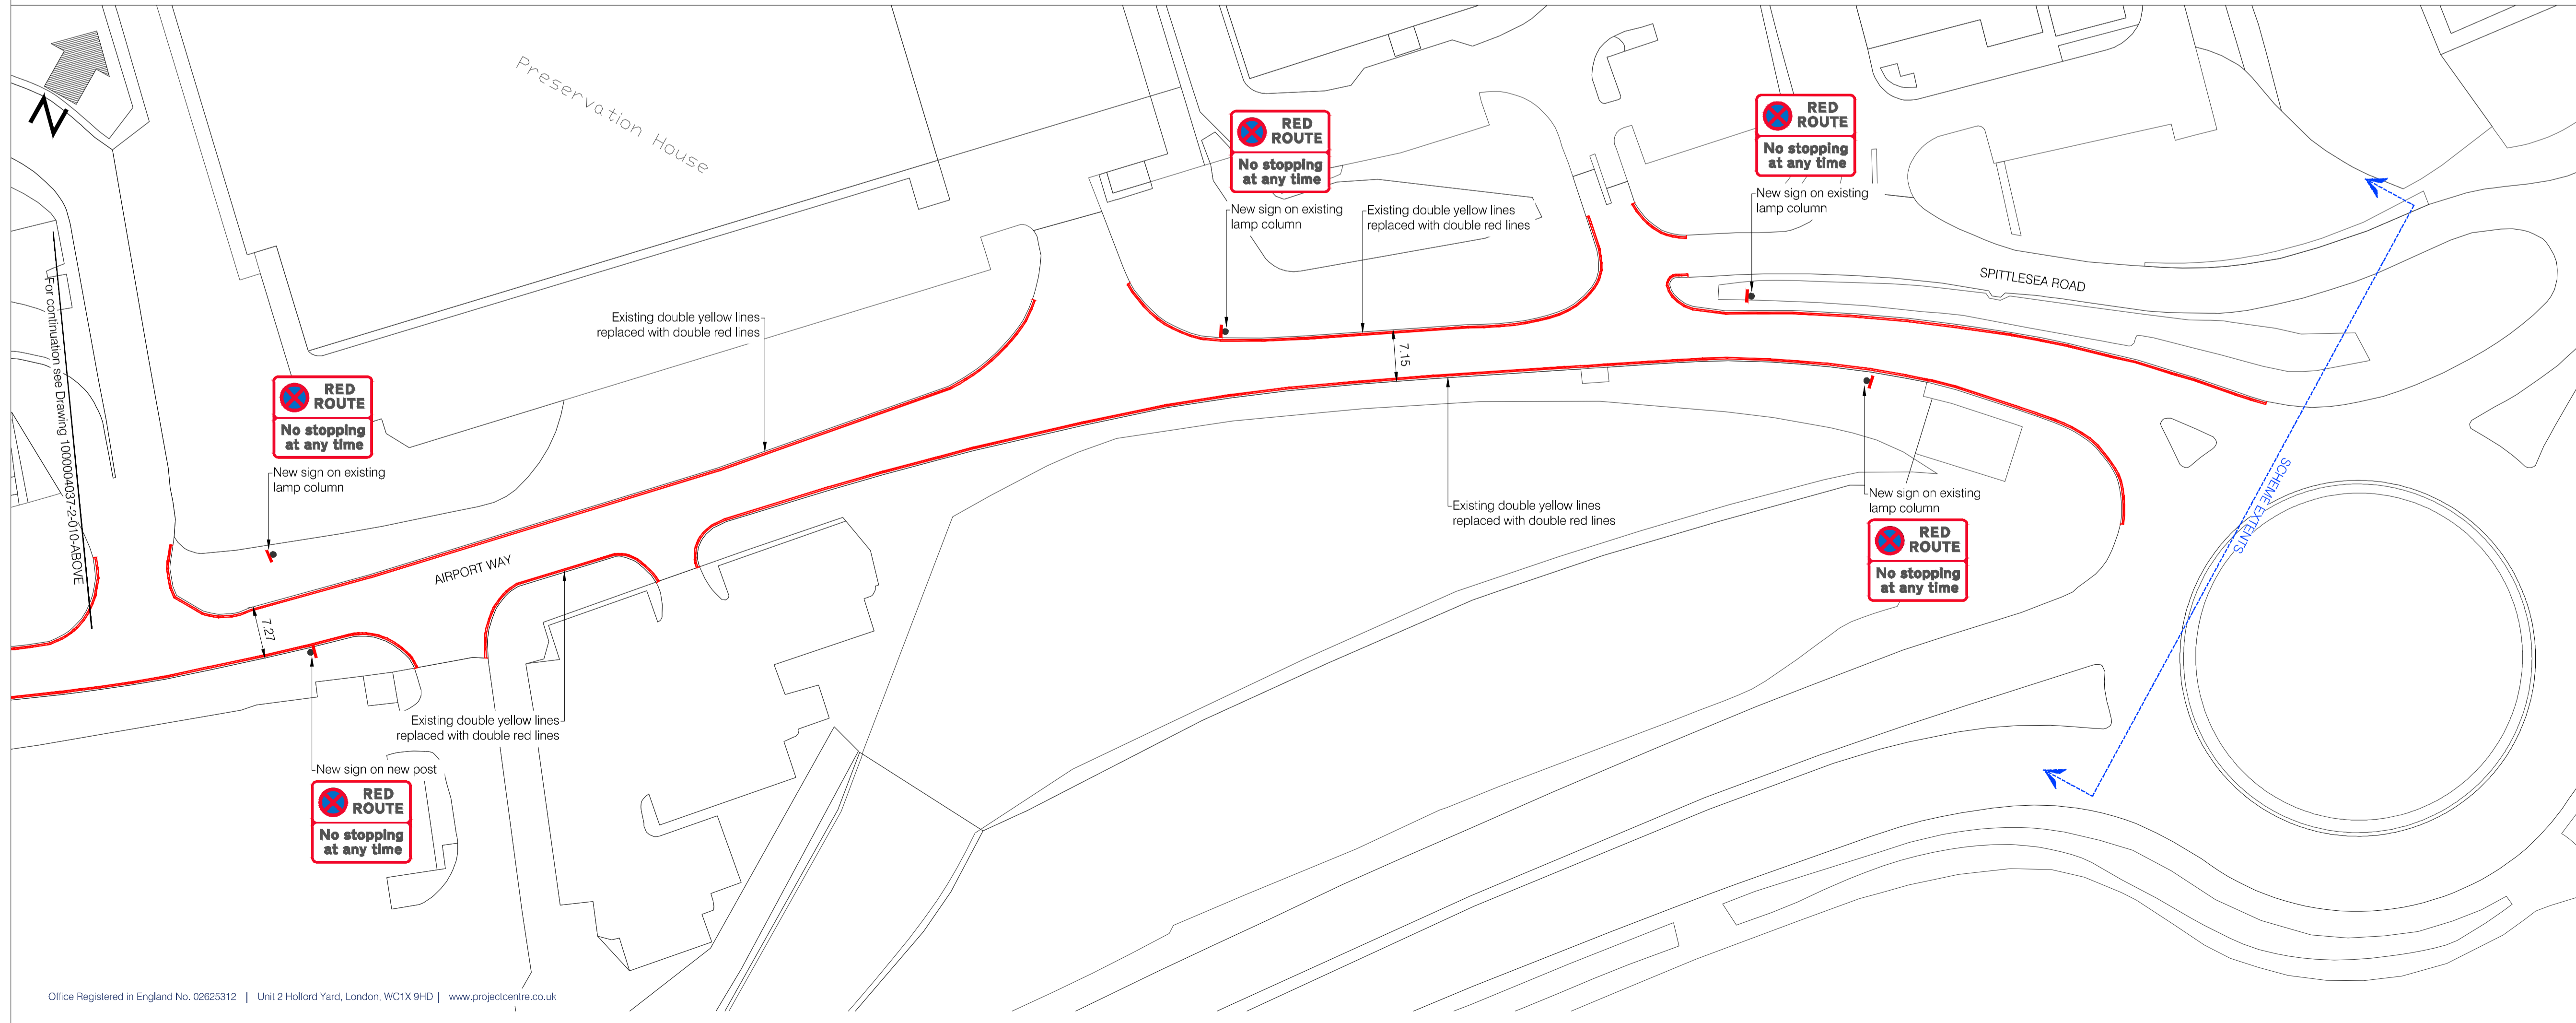 N
Preservation House
RED
ROUTE
No stopping
at any time
New sign on existing
lamp column
Existing double yellow lines
replaced with double red lines
RED
ROUTE
No stopping
at any time
New sign on existing
lamp column
SPITTLESEA ROAD
Existing double yellow lines
replaced with double red lines
7.15
For continuation see Drawing 1000004037-2-010-ABOVE
RED
ROUTE
No stopping
at any time
New sign on existing
lamp column
AIRPORT WAY
7.27
Existing double yellow lines
replaced with double red lines
New sign on existing
lamp column
RED
ROUTE
No stopping
at any time
SCHEME EXTENTS
Existing double yellow lines
replaced with double red lines
New sign on new post
RED
ROUTE
No stopping
at any time
Office Registered in England No. 02625312 | Unit 2 Holford Yard, London, WC1X 9HD | www.projectcentre.co.uk